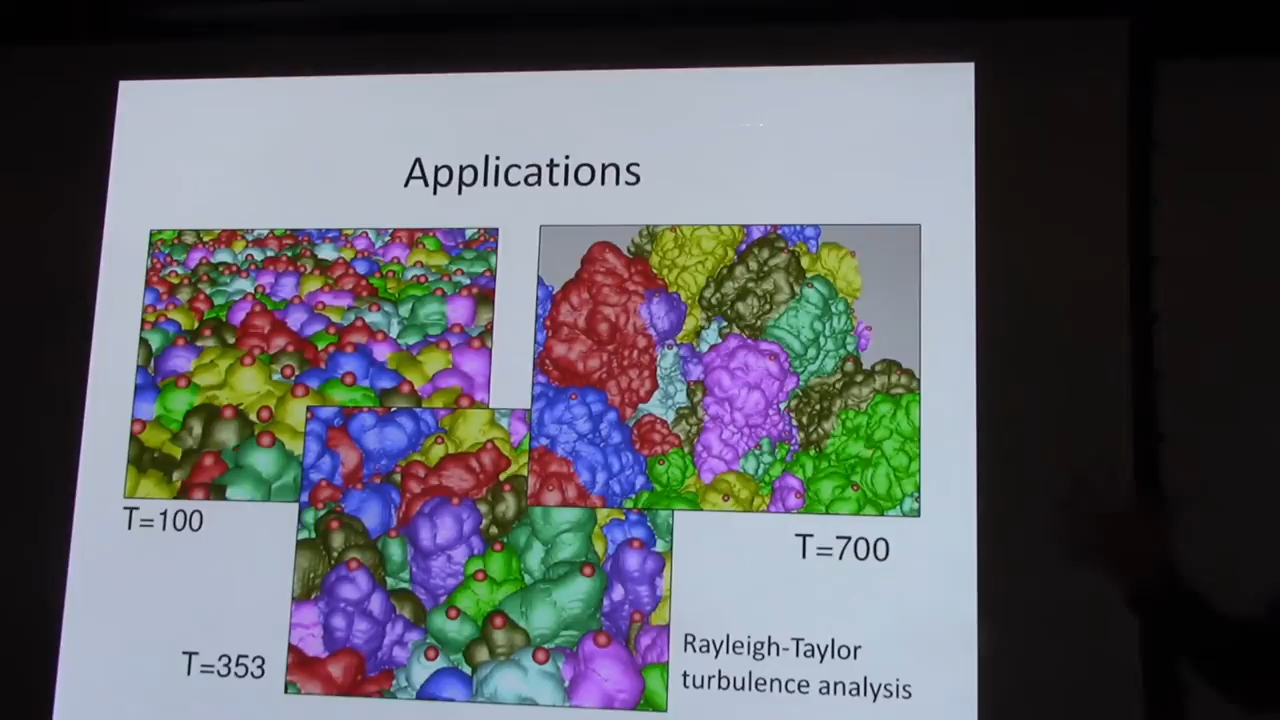 Applications
T=100
T=700
T=353
Rayleigh-Taylor
turbulence analysis